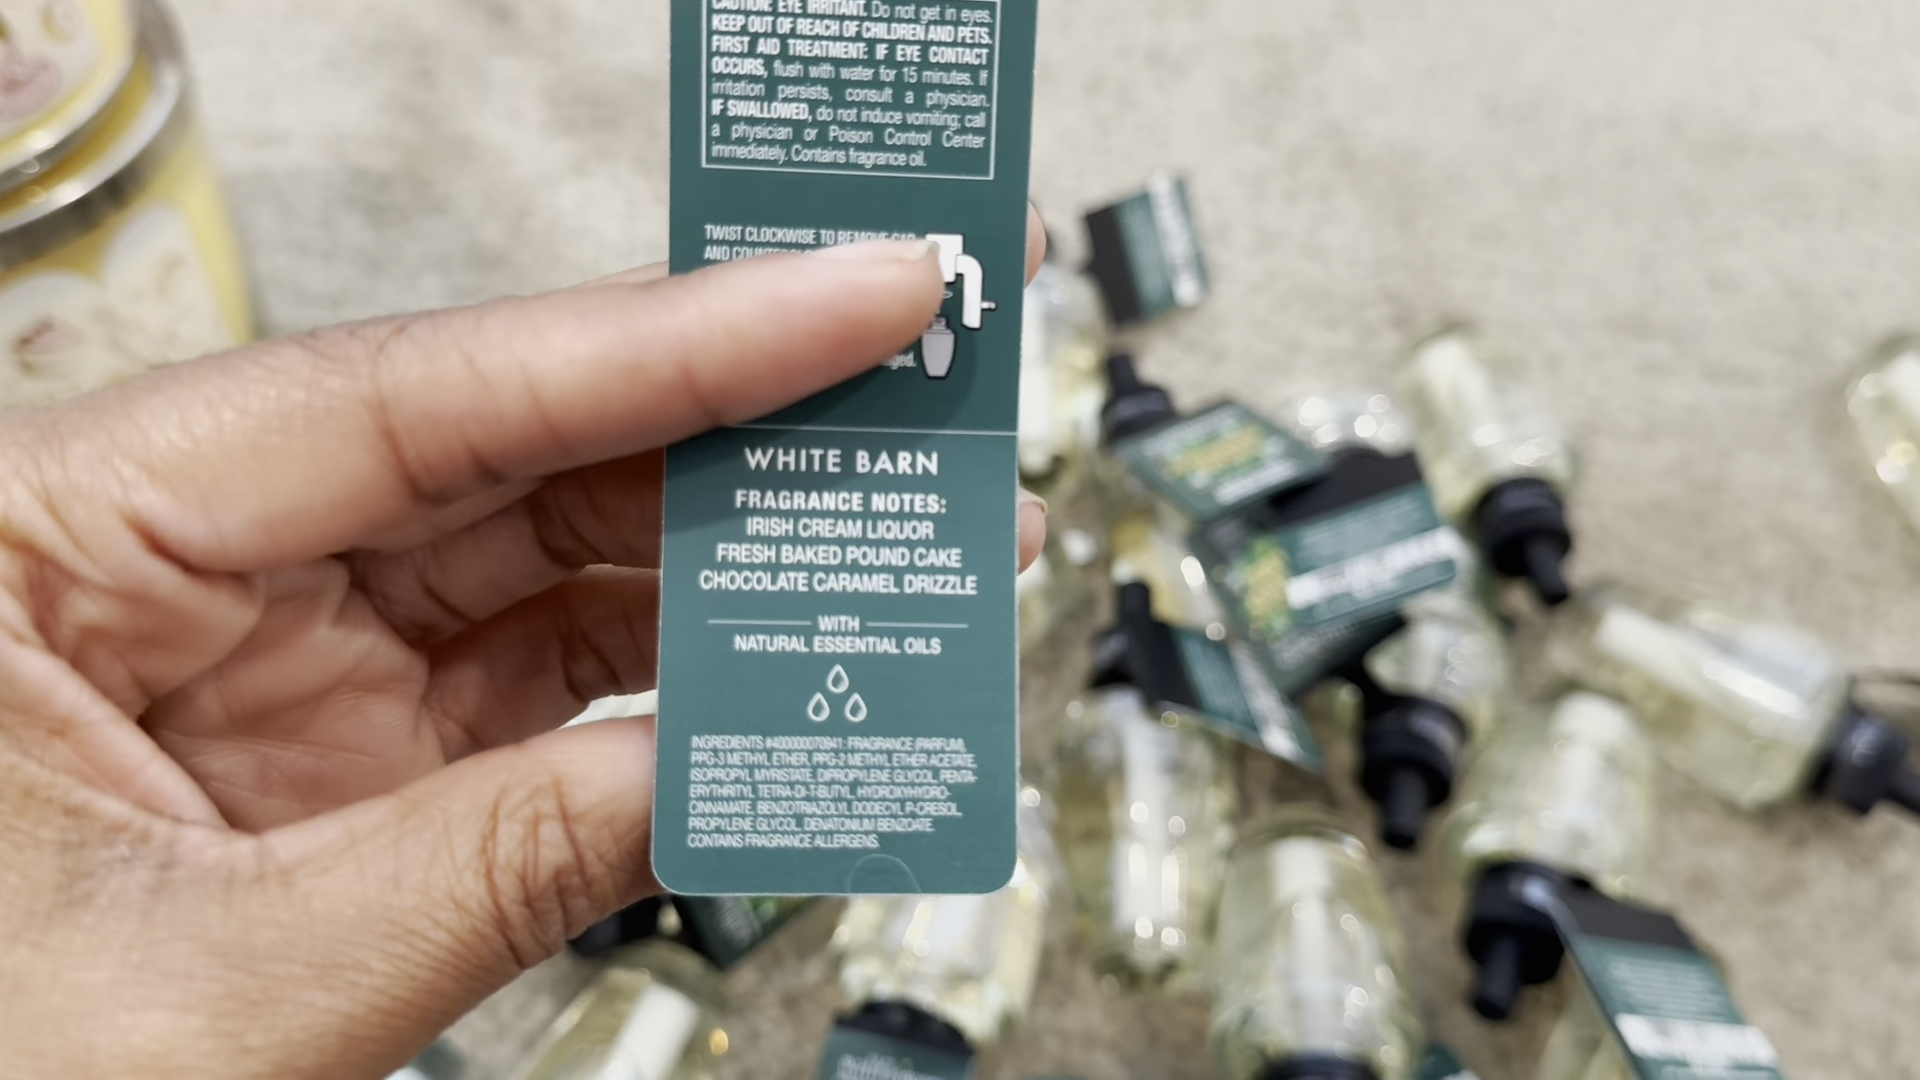 CAUTION: EYE IRRITANT. Do not get in eyes.
KEEP OUT OF REACH OF CHILDREN AND PETS.
FIRST AID TREATMENT: IF EYE CONTACT
OCCURS, flush with water for 15 minutes. If
irritation persists, consult a physician.
IF SWALLOWED, do not induce vomiting; call
a physician or Poison Control Center
immediately. Contains fragrance oil.
TWIST CLOCKWISE TO REMOVE CAP
AND
WHITE BARN
FRAGRANCE NOTES:
IRISH CREAM LIQUOR
FRESH BAKED POUND CAKE
CHOCOLATE CARAMEL DRIZZLE
WITH
NATURAL ESSENTIAL OILS
INGREDIENTS #400000070941: FRAGRANCE (PARFUM),
PPG-3 METHYL ETHER, PPG-2 METHYL ETHER ACETATE,
ISOPROPYL MYRISTATE, DIPROPYLENE GLYCOL, PENTA-
ERYTHRITYL TETRA-DI-T-BUTYL HYDROXYHYDRO-
CINNAMATE, BENZOTRIAZOLYL DODECYL P-CRESOL,
PROPYLENE GLYCOL, DENATONIUM BENZOATE.
CONTAINS FRAGRANCE ALLERGENS.